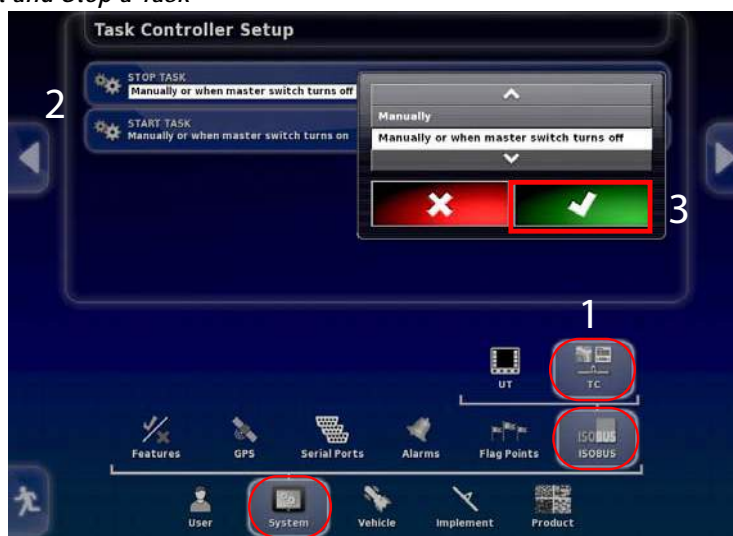 and Stop a Task
Task Controller Setup
2
STOP TASK
Manually or when master switch turns off
START TASK
Manually or when master switch turns on
Manually
Manually or when master switch turns off
3
1
UT
TC
Features
GPS
Serial Ports
Alarms
Flag Points
ISOBUS
ISOBUS
User
System
Vehicle
Implement
Product